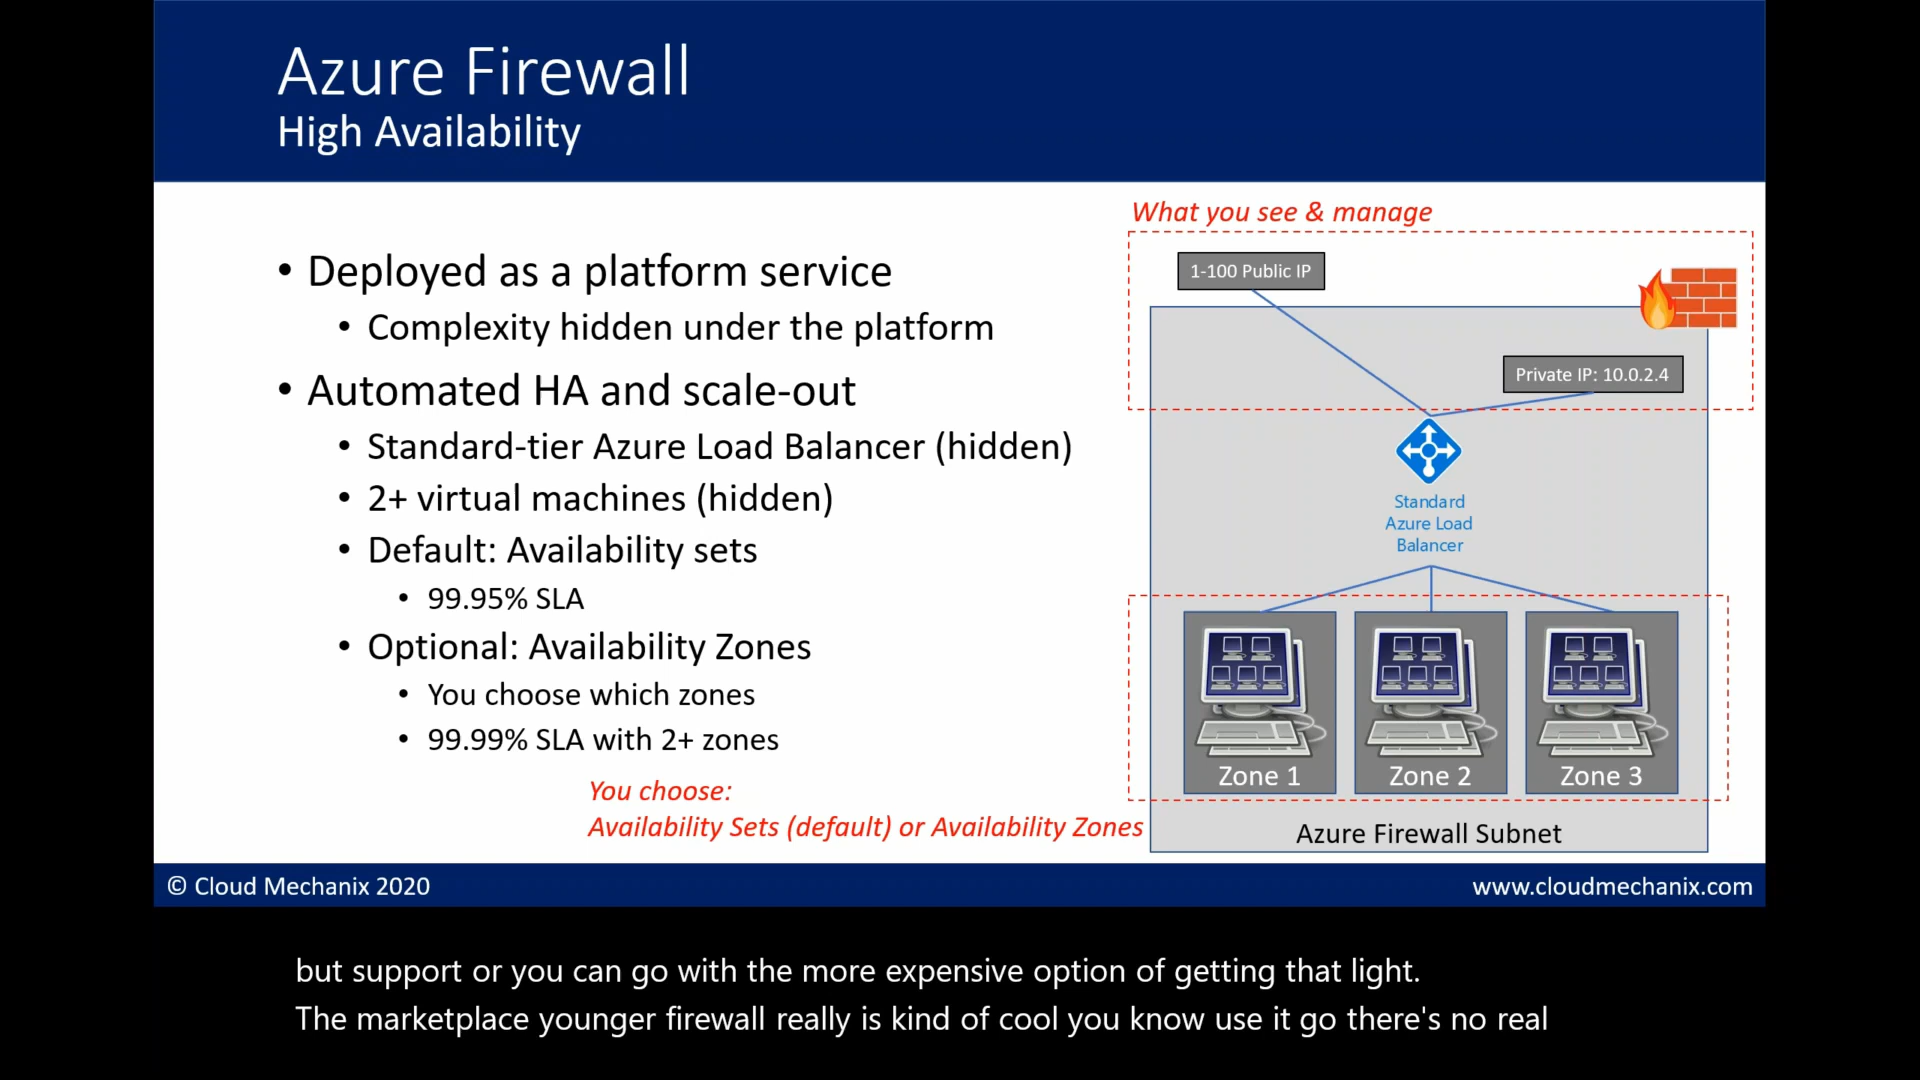 Azure Firewall
High Availability
• Deployed as a platform service
• Complexity hidden under the platform
• Automated HA and scale-out
• Standard-tier Azure Load Balancer (hidden)
• 2+ virtual machines (hidden)
• Default: Availability sets
• 99.95% SLA
• Optional: Availability Zones
• You choose which zones
• 99.99% SLA with 2+ zones
You choose:
Availability Sets (default) or Availability Zones
What you see & manage
1-100 Public IP
Private IP: 10.0.2.4
Standard
Azure Load
Balancer
Zone 1
Zone 2
Zone 3
Azure Firewall Subnet
© Cloud Mechanix 2020
www.cloudmechanix.com
but support or you can go with the more expensive option of getting that light.
The marketplace younger firewall really is kind of cool you know use it go there's no real